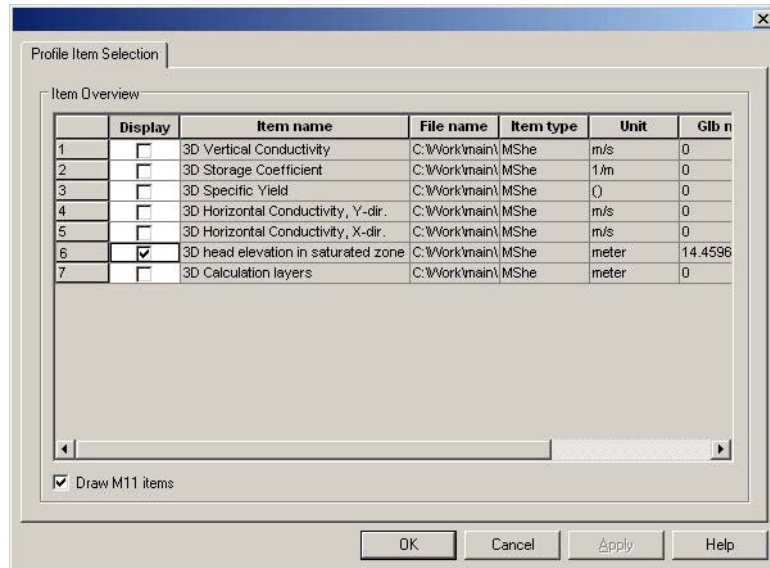 Profile Item Selection
Item Overview
Display Item name File name Item type Unit Glb n
1 3D Vertical Conductivity C:\Work\main\ MShe m/s 0
2 3D Storage Coefficient C:\Work\main\ MShe 1/m 0
3 3D Specific Yield C:\Work\main\ MShe () 0
4 3D Horizontal Conductivity, Y-dir. C:\Work\main\ MShe m/s 0
5 3D Horizontal Conductivity, X-dir. C:\Work\main\ MShe m/s 0
6 3D head elevation in saturated zone C:\Work\main\ MShe meter 14.4596
7 3D Calculation layers C:\Work\main\ MShe meter 0
Draw M11 items
OK Cancel Apply Help